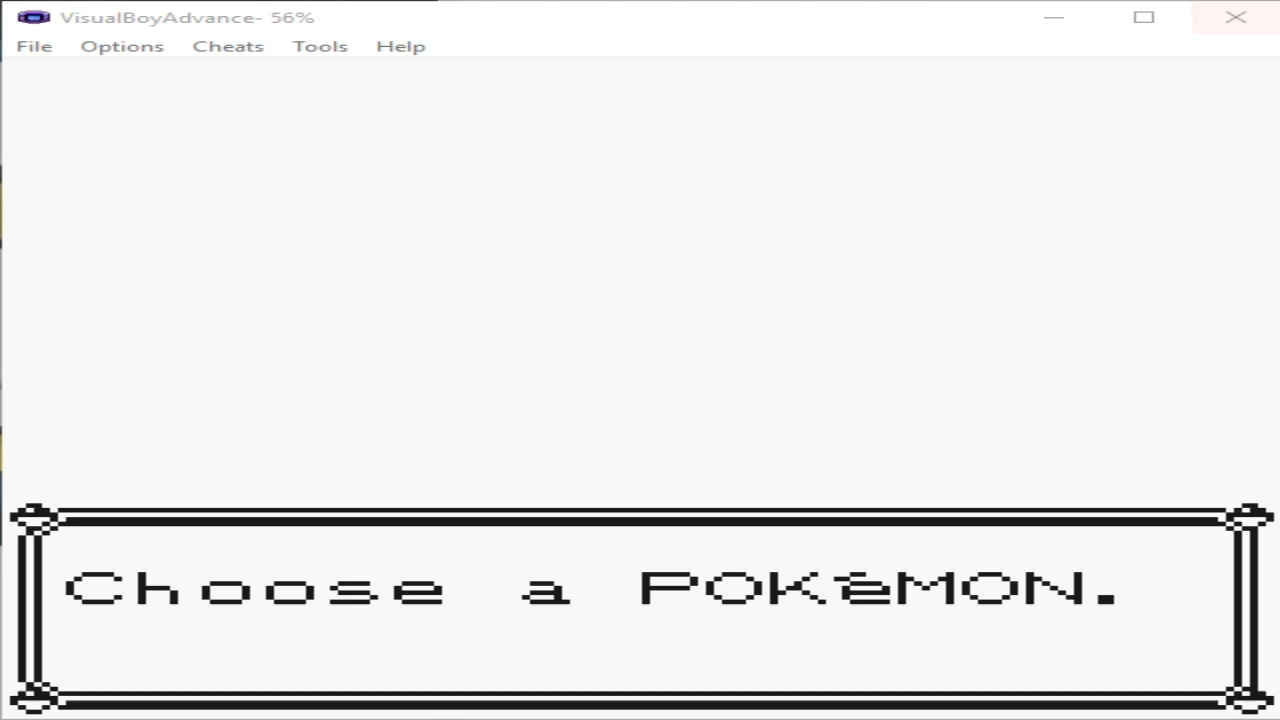 VisualBoyAdvance- 56%
File Options Cheats Tools Help
Choose a POKéMON.